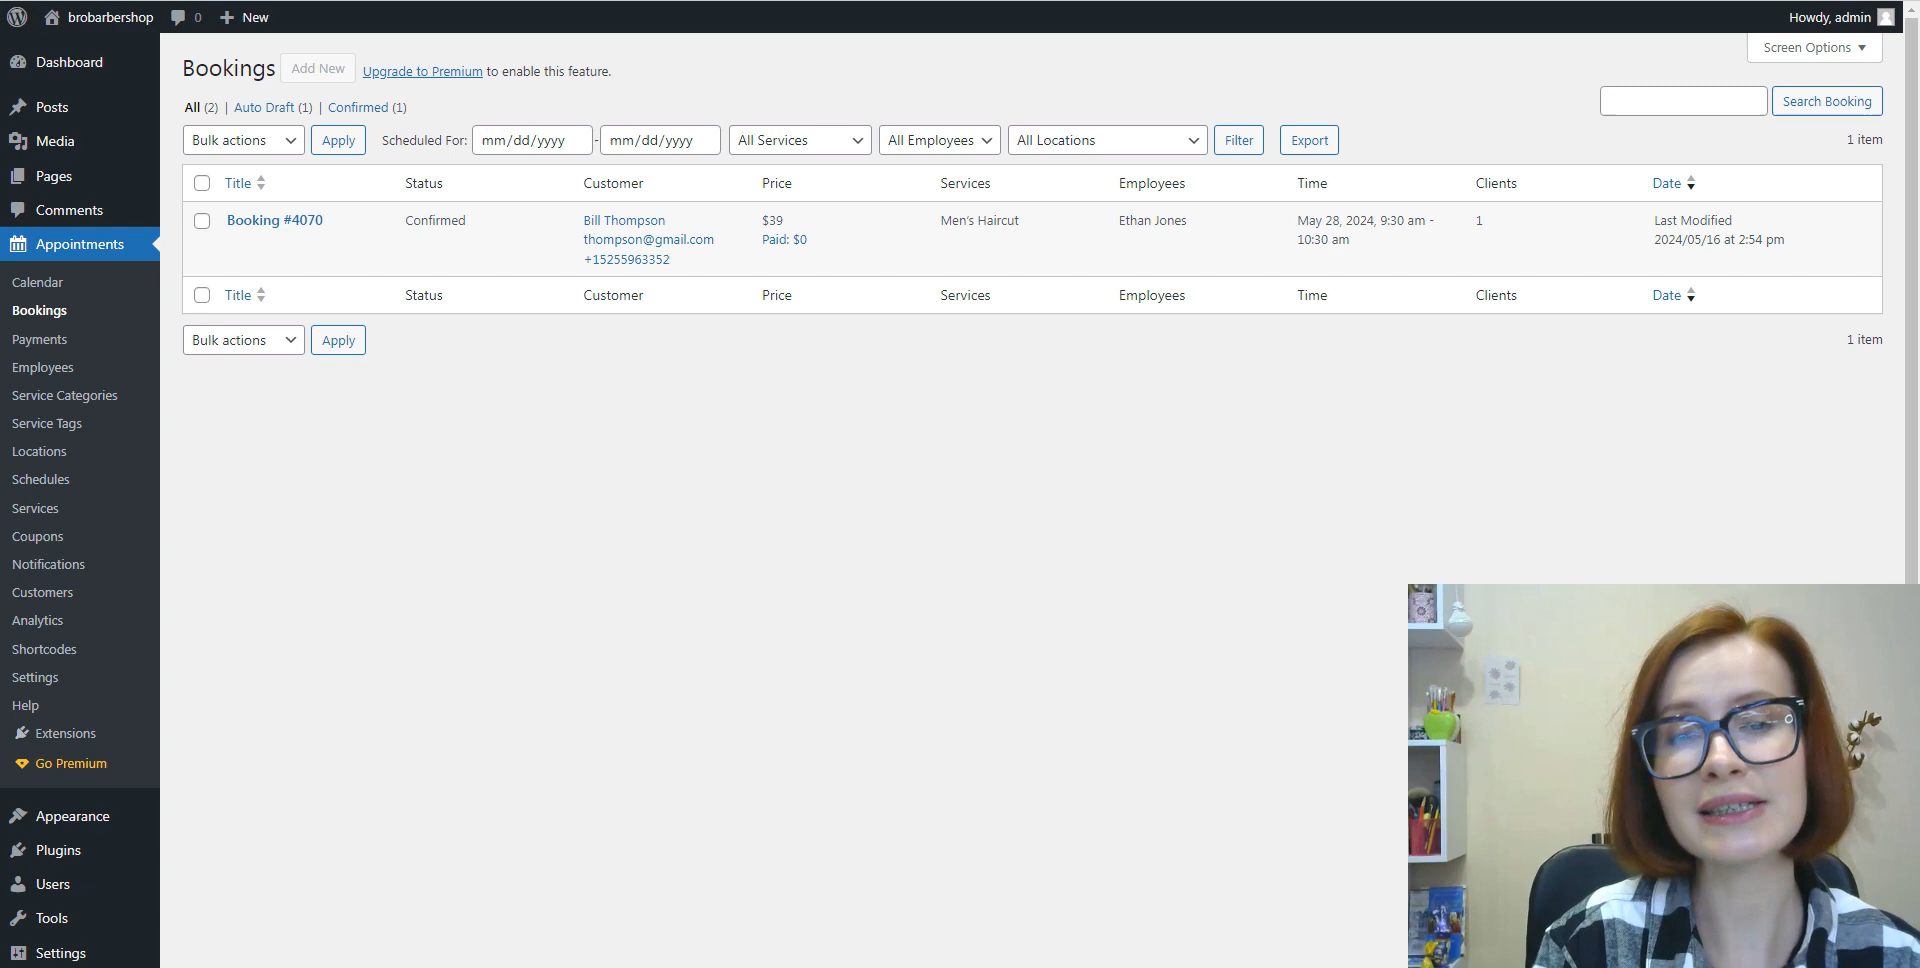 brobarbershop 0 New Howdy, admin
Screen Options
Dashboard
Posts
Media
Pages
Comments
Appointments
Calendar
Bookings
Payments
Employees
Service Categories
Service Tags
Locations
Schedules
Services
Coupons
Notifications
Customers
Analytics
Shortcodes
Settings
Help
Extensions
Go Premium
Appearance
Plugins
Users
Tools
Settings
Bookings Add New Upgrade to Premium to enable this feature.
All (2) | Auto Draft (1) | Confirmed (1)
Search Booking
Bulk actions Apply Scheduled For: mm/dd/yyyy - mm/dd/yyyy All Services All Employees All Locations Filter Export 1 item
Title Status Customer Price Services Employees Time Clients Date
Booking #4070 Confirmed Bill Thompson $39 Men's Haircut Ethan Jones May 28, 2024, 9:30 am - 1 Last Modified
thompson@gmail.com Paid: $0 10:30 am 2024/05/16 at 2:54 pm
+15255963352
Title Status Customer Price Services Employees Time Clients Date
Bulk actions Apply 1 item